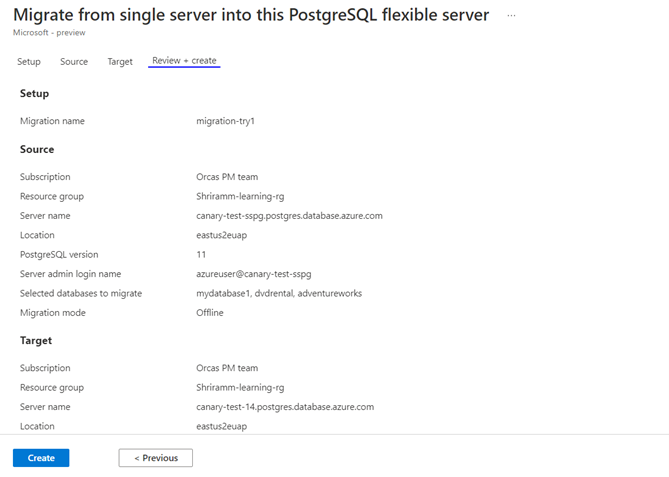 Migrate from single server into this PostgreSQL flexible server ...
Microsoft - preview
Setup Source Target Review + create
Setup
Migration name migration-try1
Source
Subscription Orcas PM team
Resource group Shriramm-learning-rg
Server name canary-test-sspg.postgres.database.azure.com
Location eastus2euap
PostgreSQL version 11
Server admin login name azureuser@canary-test-sspg
Selected databases to migrate mydatabase1, dvdrental, adventureworks
Migration mode Offline
Target
Subscription Orcas PM team
Resource group Shriramm-learning-rg
Server name canary-test-14.postgres.database.azure.com
Location eastus2euap
Create < Previous